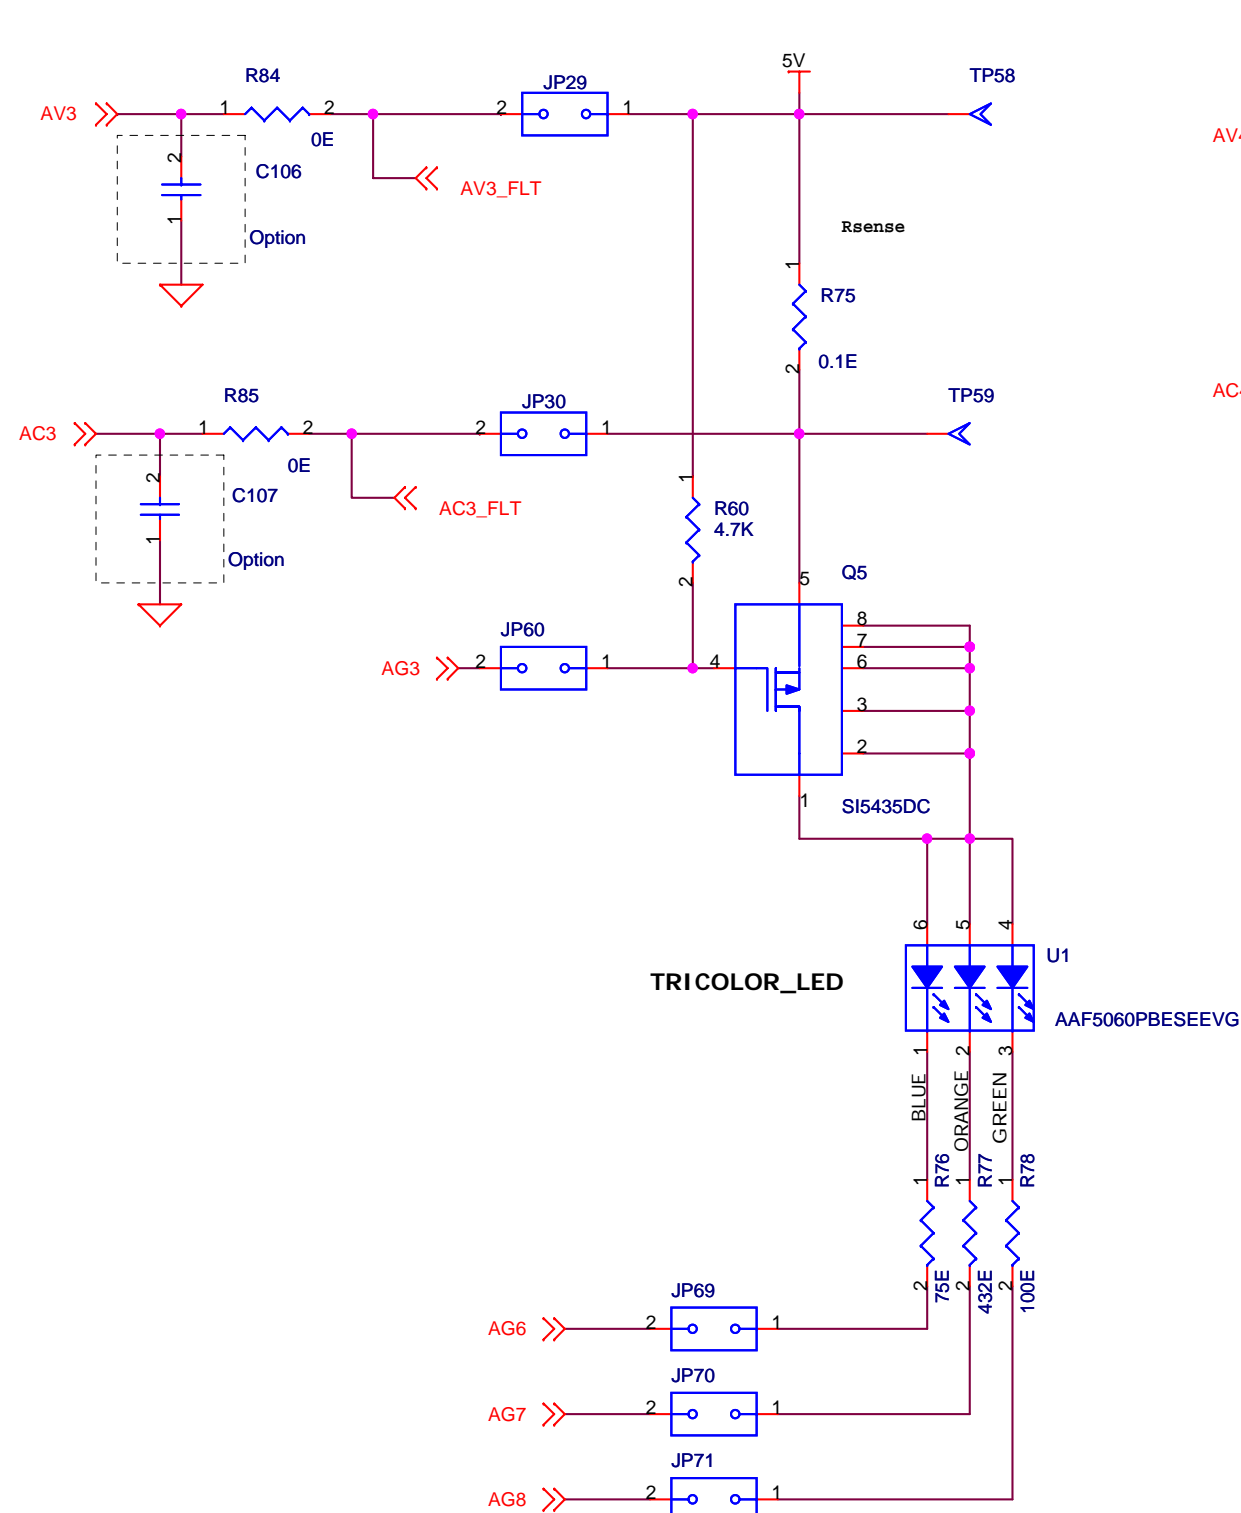 5V
R84
JP29
TP58
AV3
1
2
2
1
0E
AV4
2
C106
AV3_FLT
1
Option
Rsense
1
R75
0.1E
2
R85
JP30
TP59
AC3
1
2
2
1
0E
AC4
2
C107
AC3_FLT
1
Option
1
R60
4.7K
2
5
Q5
JP60
8
7
AG3
2
1
4
6
3
2
1
SI5435DC
6
5
4
U1
TRICOLOR_LED
AAF5060PBESEEVG
1
2
3
BLUE
ORANGE
GREEN
1
R76
1
R77
1
R78
2
75E
2
432E
2
100E
JP69
AG6
2
1
JP70
AG7
2
1
JP71
AG8
2
1